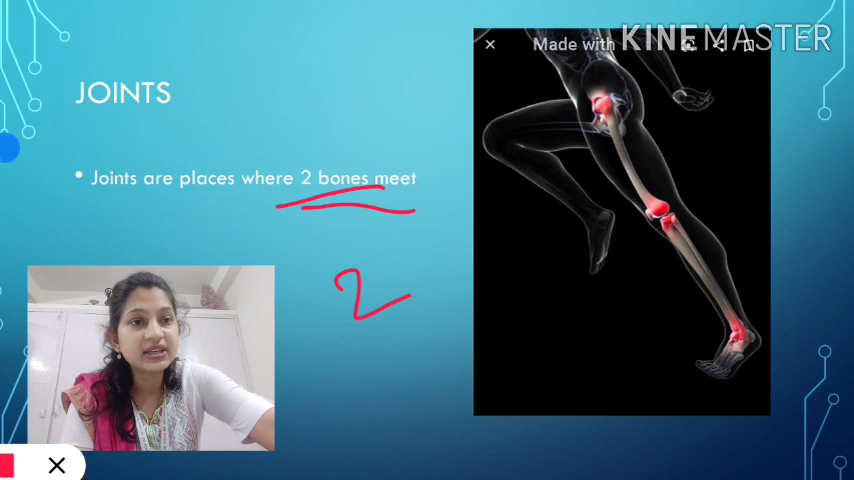 Made with KINEMASTER
JOINTS
• Joints are places where 2 bones meet
2